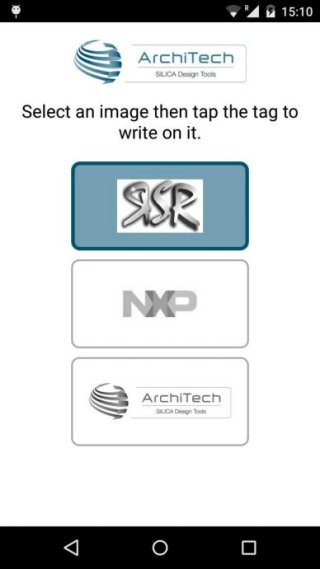 R
15:10
ArchiTech
SILICA Design Tools
Select an image then tap the tag to
write on it.
RSR
NXP
ArchiTech
SILICA Design Tools